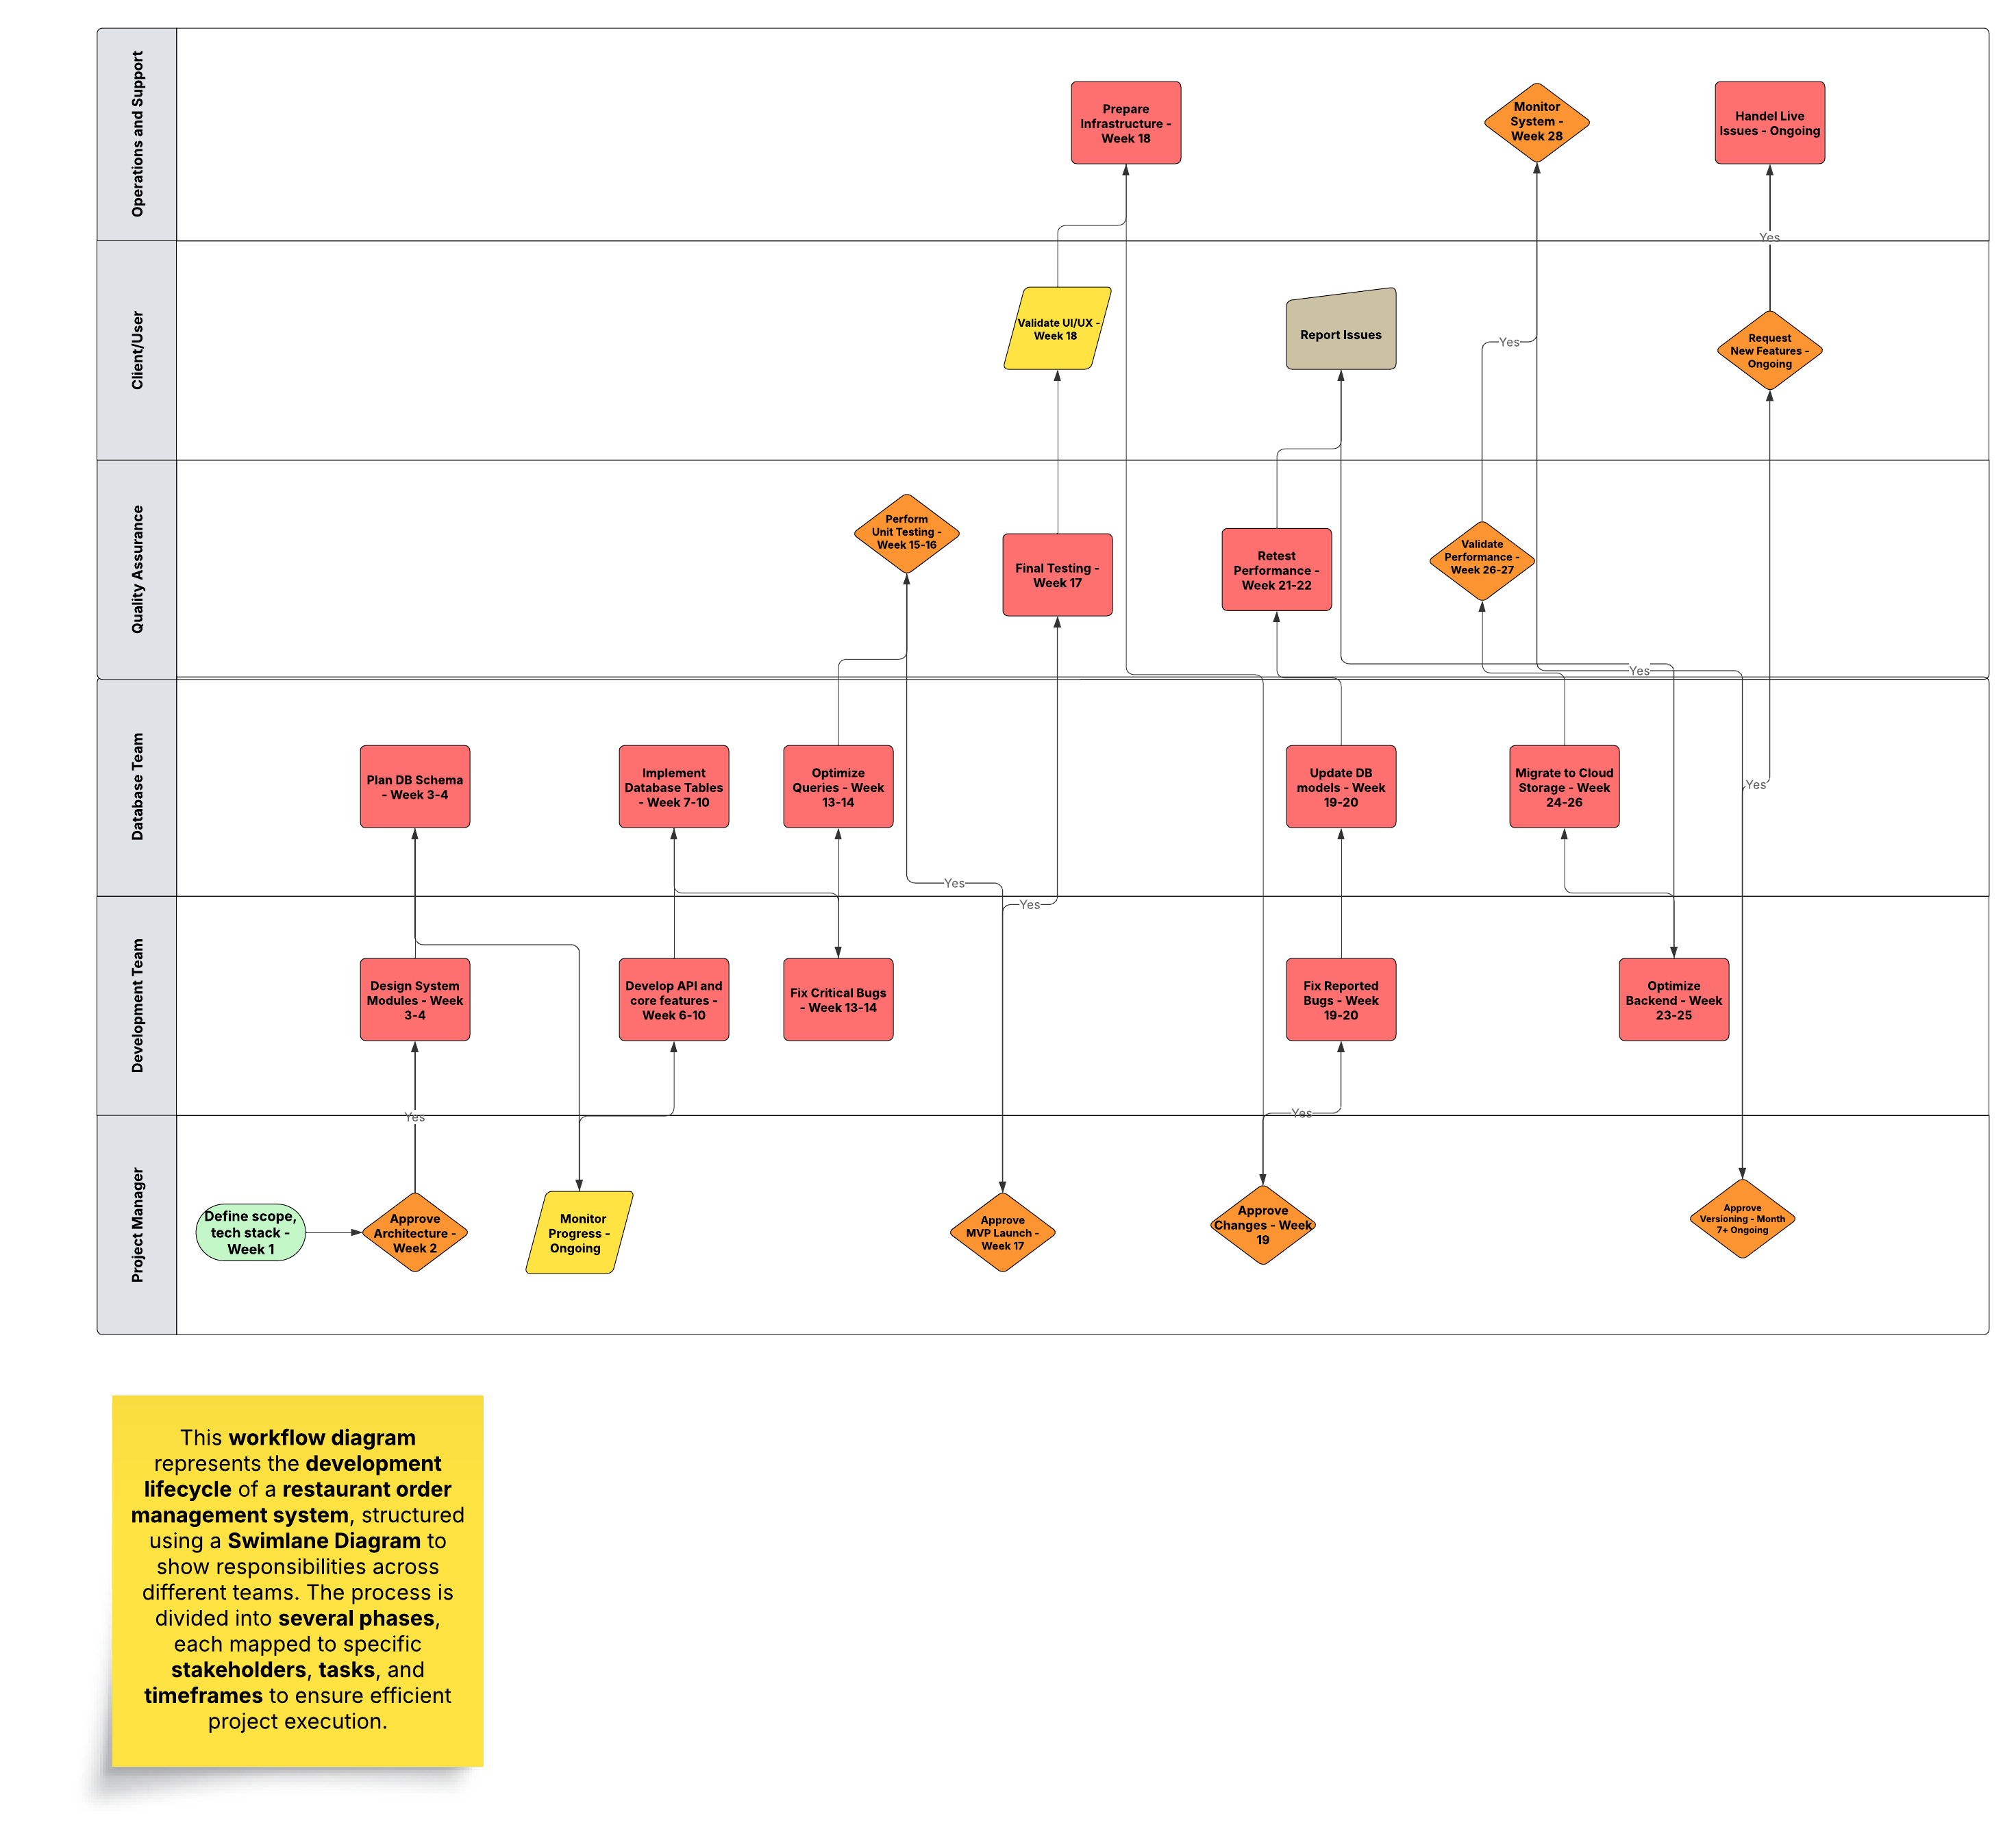 Operations and Support
Prepare
Infrastructure -
Week 18
Monitor
System -
Week 28
Handel Live
Issues - Ongoing
Yes
Client/User
Validate UI/UX -
Week 18
Report Issues
Yes
Request
New Features -
Ongoing
Quality Assurance
Perform
Unit Testing -
Week 15-16
Final Testing -
Week 17
Retest
Performance -
Week 21-22
Validate
Performance -
Week 26-27
Yes
Database Team
Plan DB Schema
- Week 3-4
Implement
Database Tables
- Week 7-10
Optimize
Queries - Week
13-14
Update DB
models - Week
19-20
Migrate to Cloud
Storage - Week
24-26
Yes
Yes
Yes
Development Team
Design System
Modules - Week
3-4
Develop API and
core features -
Week 6-10
Fix Critical Bugs
- Week 13-14
Fix Reported
Bugs - Week
19-20
Optimize
Backend - Week
23-25
Yes
Yes
Project Manager
Define scope,
tech stack -
Week 1
Approve
Architecture -
Week 2
Monitor
Progress -
Ongoing
Approve
MVP Launch -
Week 17
Approve
Changes - Week
19
Approve
Versioning - Month
7+ Ongoing
This workflow diagram
represents the development
lifecycle of a restaurant order
management system, structured
using a Swimlane Diagram to
show responsibilities across
different teams. The process is
divided into several phases,
each mapped to specific
stakeholders, tasks, and
timeframes to ensure efficient
project execution.